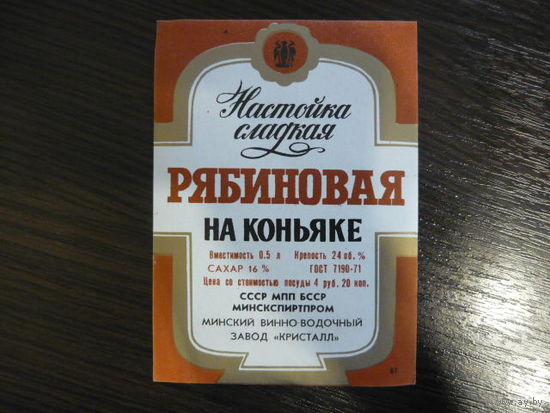 Настойка
сладкая
РЯБИНОВАЯ
НА КОНЬЯКЕ
Вместимость 0.5 л Крепость 24 об. %
САХАР 16 % ГОСТ 7190-71
Цена со стоимостью посуды 4 руб. 20 коп.
СССР МПП БССР
МИНСКСПИРТПРОМ
МИНСКИЙ ВИННО-ВОДОЧНЫЙ
ЗАВОД «КРИСТАЛЛ»